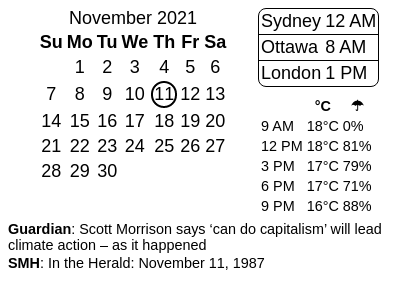 November 2021
Su Mo Tu We Th Fr Sa
1 2 3 4 5 6
7 8 9 10 11 12 13
14 15 16 17 18 19 20
21 22 23 24 25 26 27
28 29 30
Sydney 12 AM
Ottawa 8 AM
London 1 PM
°C ☂
9 AM 18°C 0%
12 PM 18°C 81%
3 PM 17°C 79%
6 PM 17°C 71%
9 PM 16°C 88%
Guardian: Scott Morrison says ‘can do capitalism’ will lead
climate action – as it happened
SMH: In the Herald: November 11, 1987